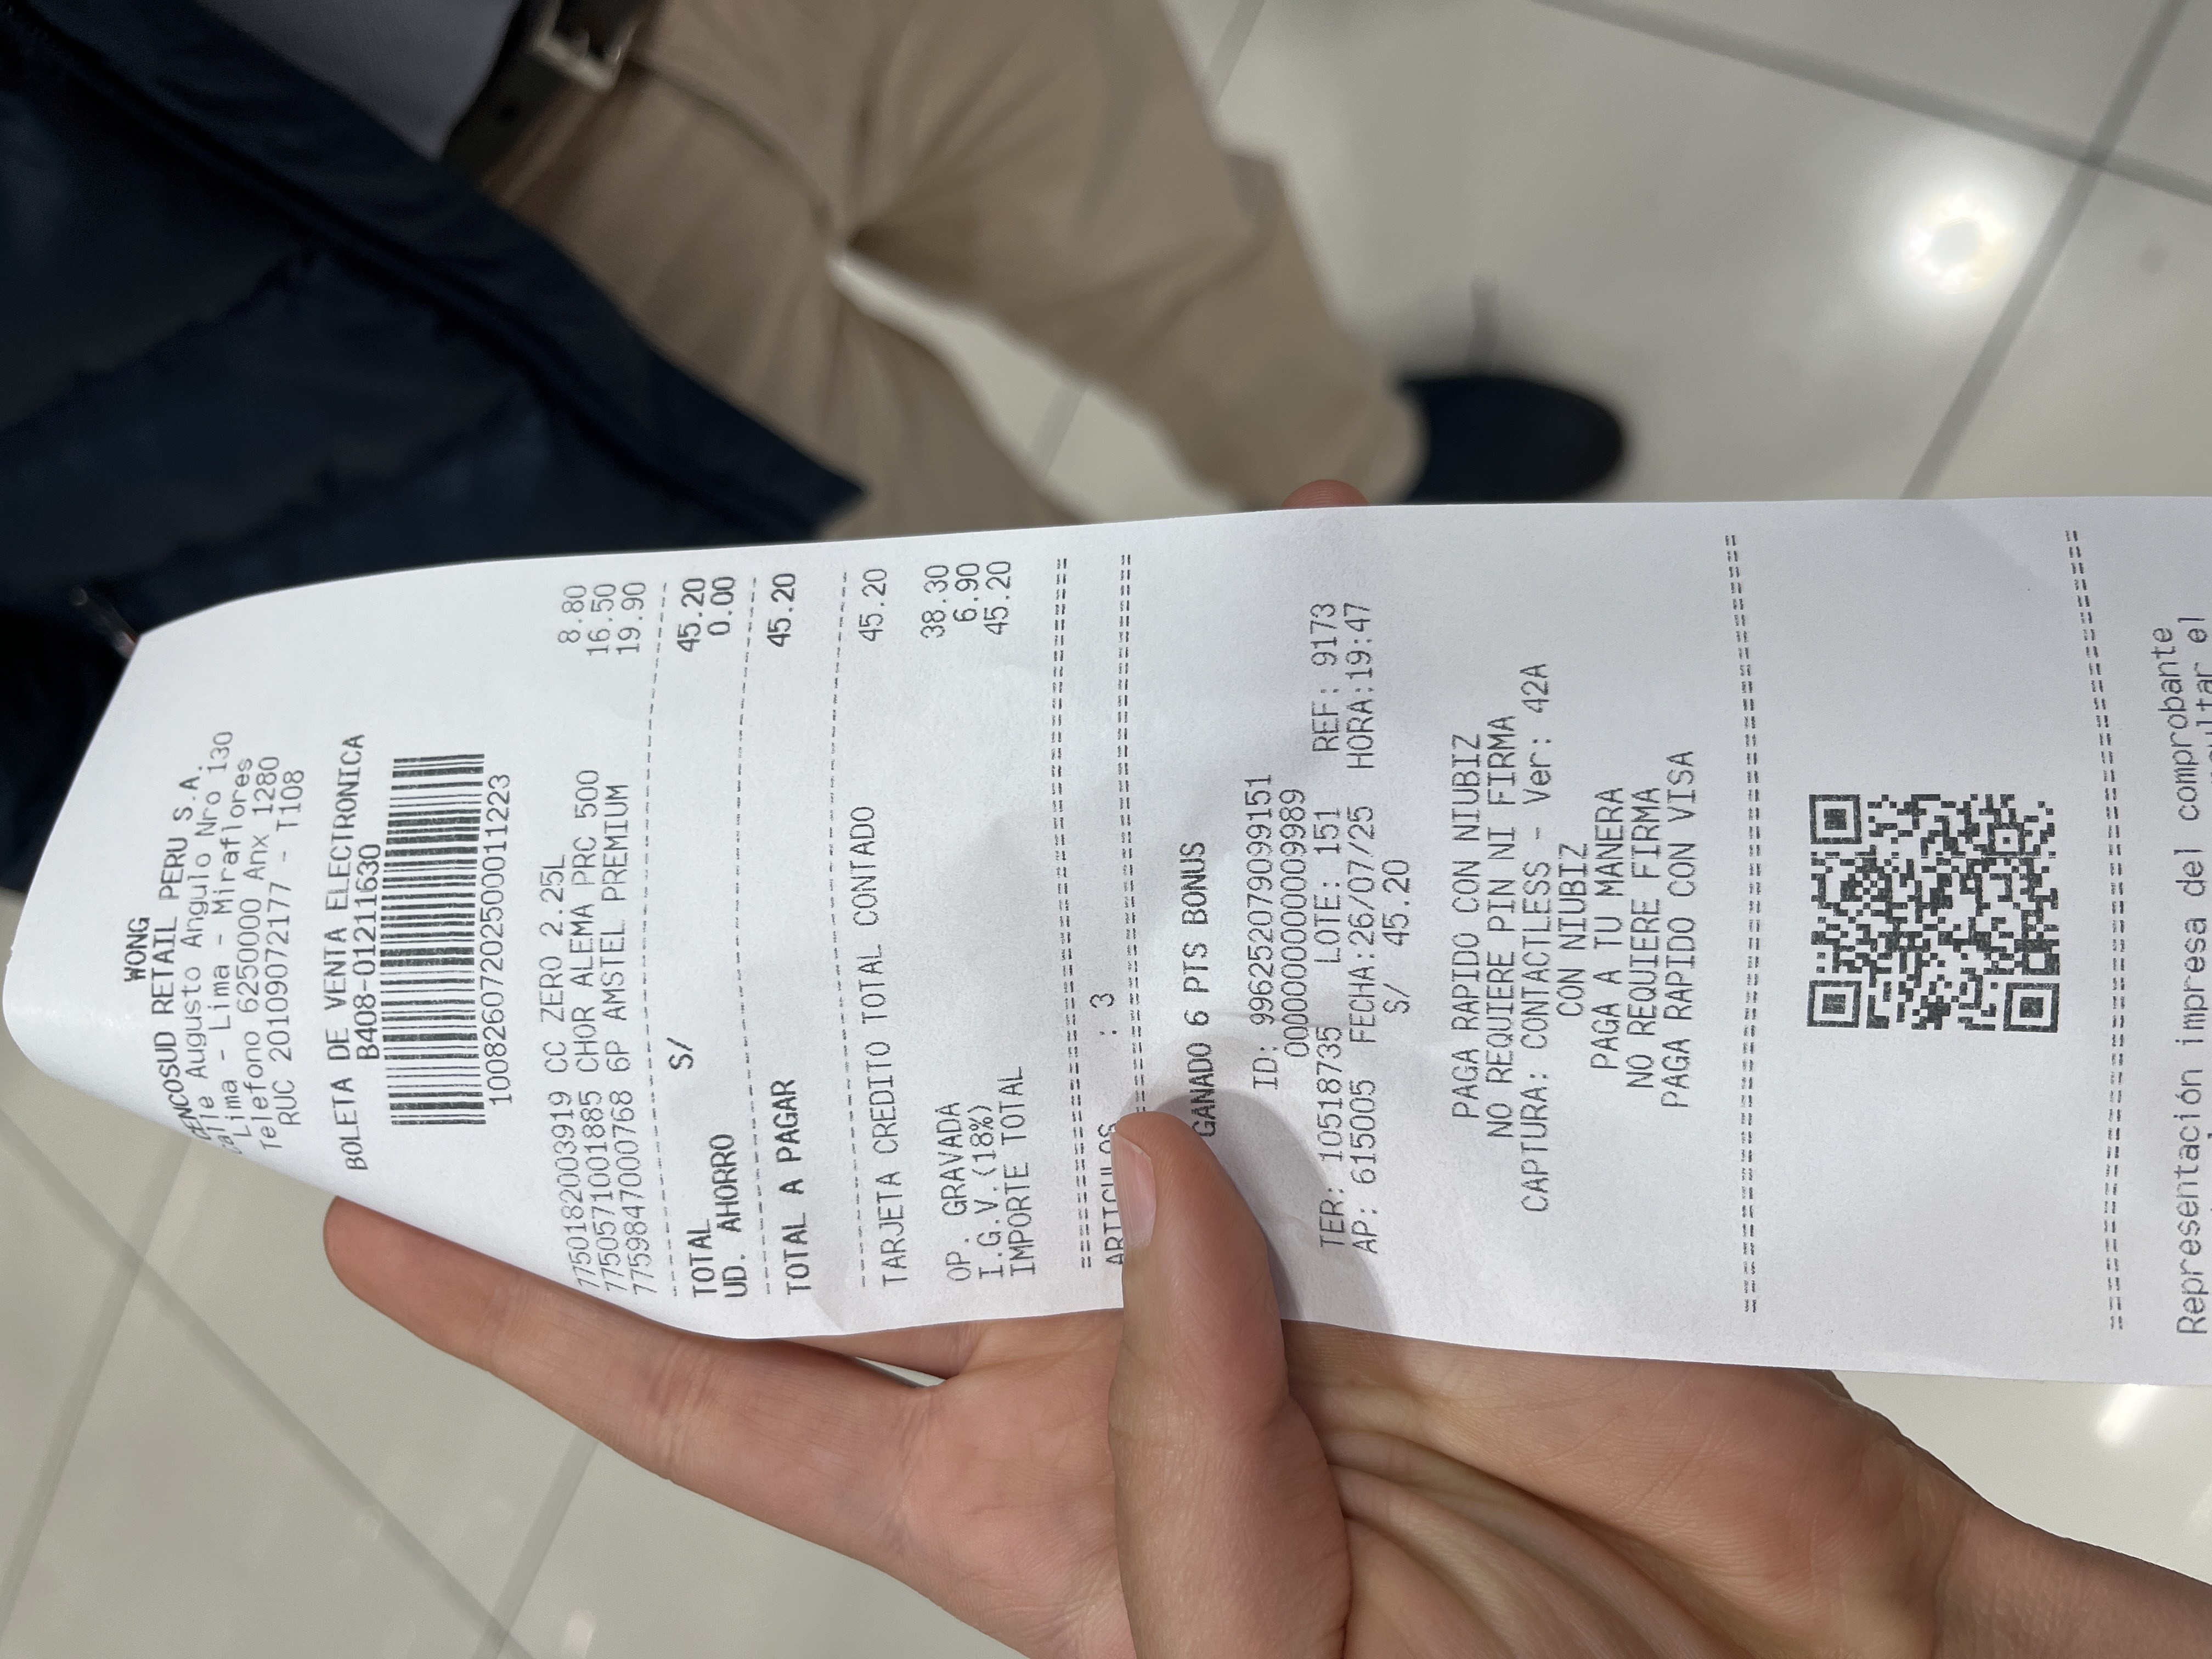 WONG
CENCOSUD RETAIL PERU S.A.
Calle Augusto Angulo Nro 130
Lima - Lima - Miraflores
Telefono 6250000 Anx 1280
RUC 20109072177 - T108
BOLETA DE VENTA ELECTRONICA
B408-01211630
10082607202500011223
7750182003919 CC ZERO 2.25L 8.80
7750571001885 CHOR ALEMA PRC 500 16.50
7759847000768 6P AMSTEL PREMIUM 19.90
TOTAL S/ 45.20
UD. AHORRO 0.00
TOTAL A PAGAR 45.20
TARJETA CREDITO TOTAL CONTADO 45.20
OP. GRAVADA 38.30
I.G.V.(18%) 6.90
IMPORTE TOTAL 45.20
ARTICULOS : 3
GANADO 6 PTS BONUS
ID: 996252079099151
0000000000009989
TER: 10518735 LOTE: 151 REF: 9173
AP: 615005 FECHA:26/07/25 HORA:19:47
S/ 45.20
PAGA RAPIDO CON NIUBIZ
NO REQUIERE PIN NI FIRMA
CAPTURA: CONTACTLESS - Ver: 42A
CON NIUBIZ
PAGA A TU MANERA
NO REQUIERE FIRMA
PAGA RAPIDO CON VISA
Representación impresa del comprobante
el